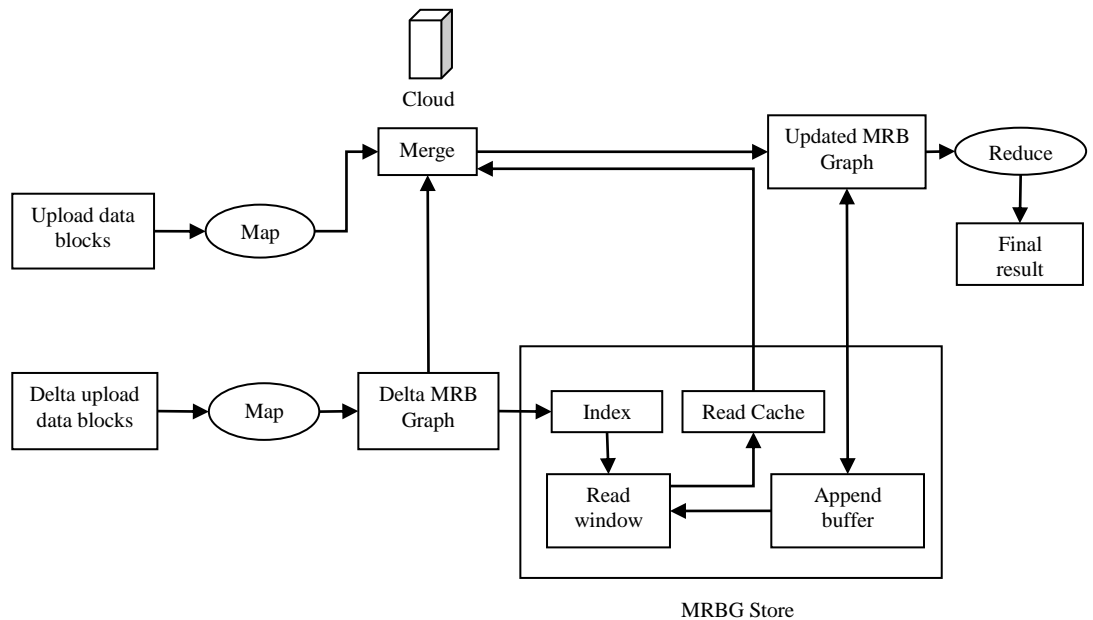 Cloud
Merge
Updated MRB
Graph
Reduce
Upload data
blocks
Map
Final
result
Delta upload
data blocks
Map
Delta MRB
Graph
Index
Read Cache
Read
window
Append
buffer
MRBG Store